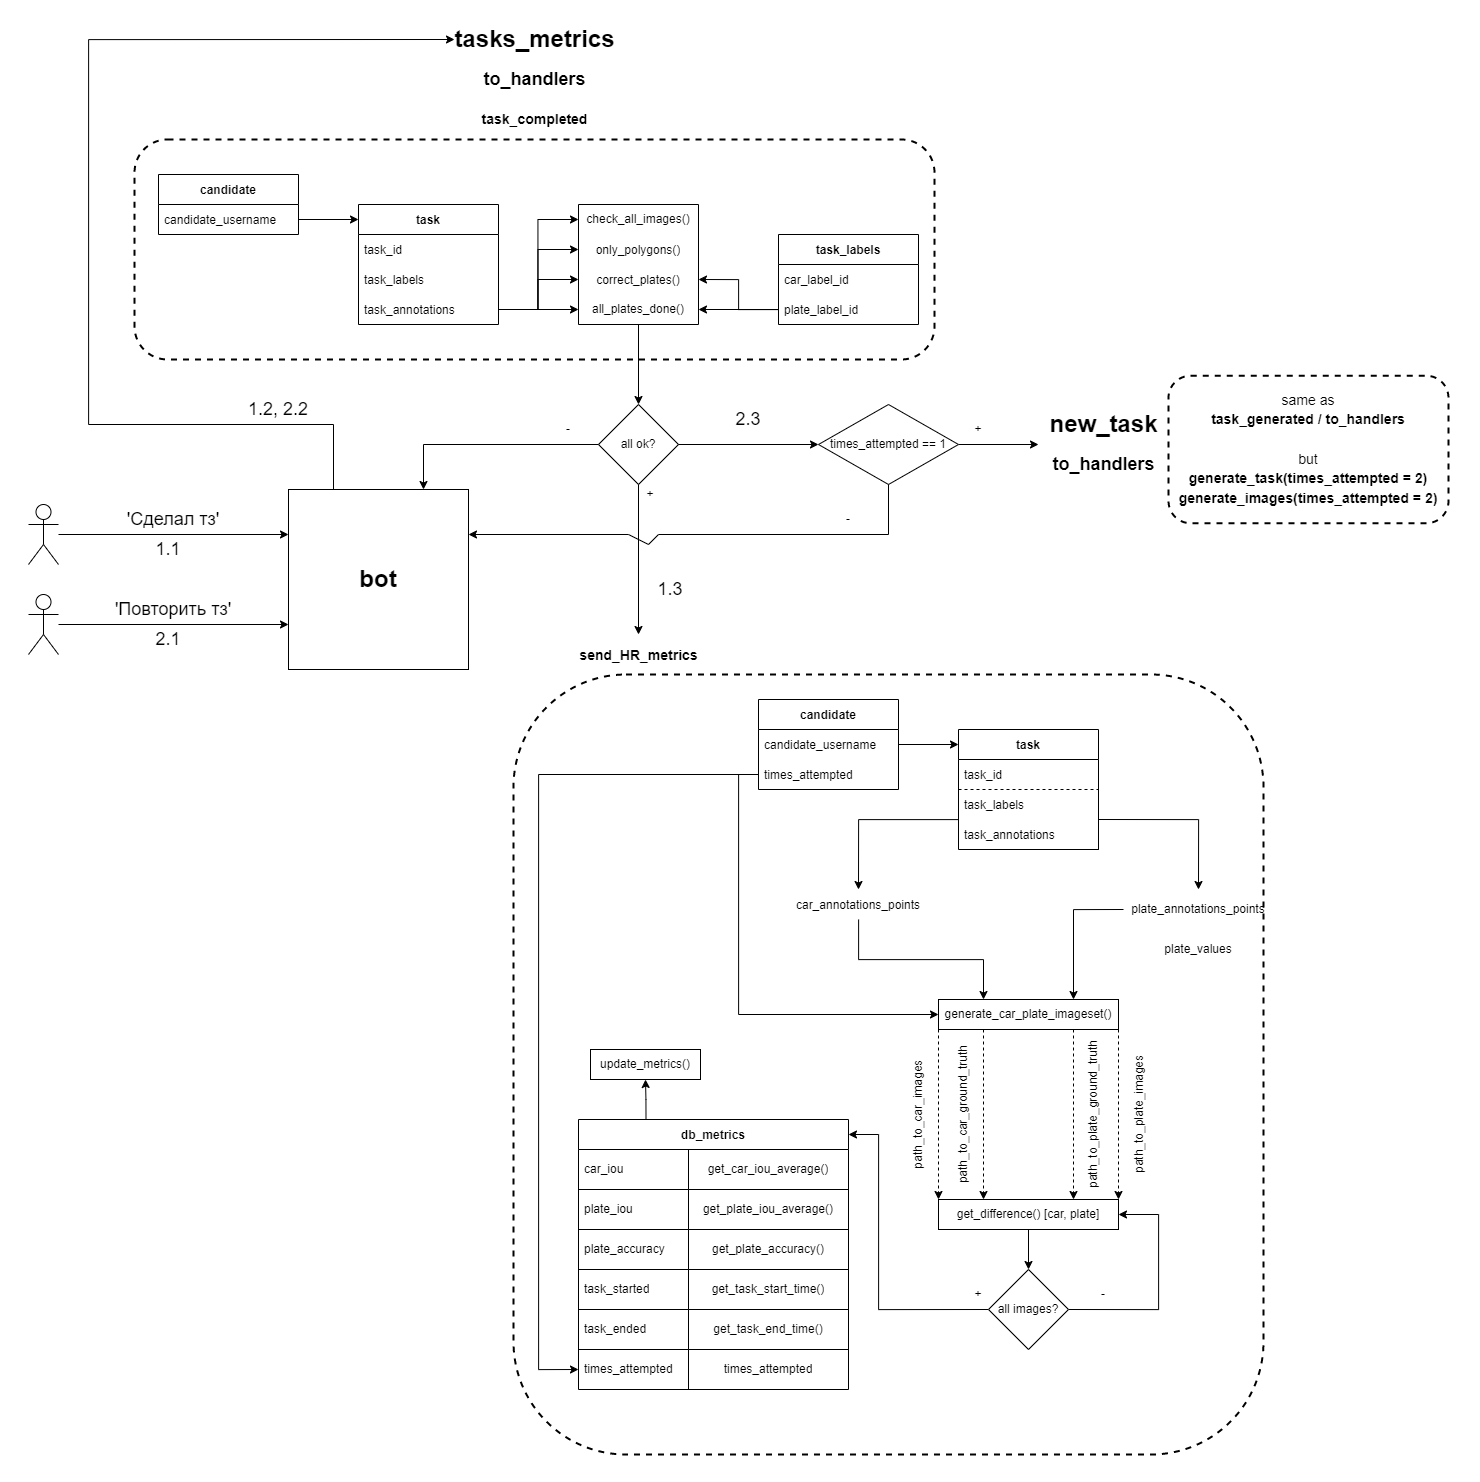 tasks_metrics
to_handlers
task_completed
candidate
candidate_username
task
task_id
task_labels
task_annotations
check_all_images()
only_polygons()
correct_plates()
all_plates_done()
task_labels
car_label_id
plate_label_id
1.2, 2.2
-
all ok?
+
2.3
times_attempted == 1
+
-
new_task
to_handlers
same as
task_generated / to_handlers
but
generate_task(times_attempted = 2)
generate_images(times_attempted = 2)
'Сделал тз'
1.1
'Повторить тз'
2.1
bot
1.3
send_HR_metrics
candidate
candidate_username
times_attempted
task
task_id
task_labels
task_annotations
car_annotations_points
plate_annotations_points
plate_values
generate_car_plate_imageset()
path_to_car_images
path_to_car_ground_truth
path_to_plate_ground_truth
path_to_plate_images
update_metrics()
db_metrics
car_iou
get_car_iou_average()
plate_iou
get_plate_iou_average()
plate_accuracy
get_plate_accuracy()
task_started
get_task_start_time()
task_ended
get_task_end_time()
times_attempted
times_attempted
get_difference() [car, plate]
+
all images?
-